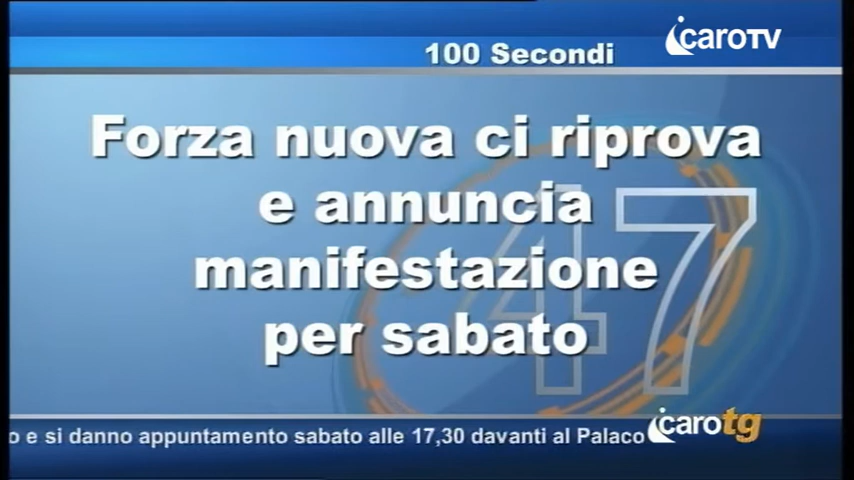 100 Secondi
icaroTV
Forza nuova ci riprova
e annuncia
manifestazione
per sabato
47
o e si danno appuntamento sabato alle 17,30 davanti al Palaco
icarotg